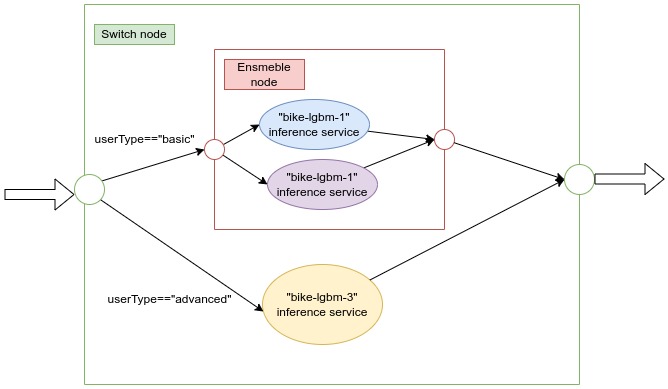 Switch node
Ensmeble
node
"bike-lgbm-1"
inference service
userType=="basic"
"bike-lgbm-1"
inference service
userType=="advanced"
"bike-lgbm-3"
inference service